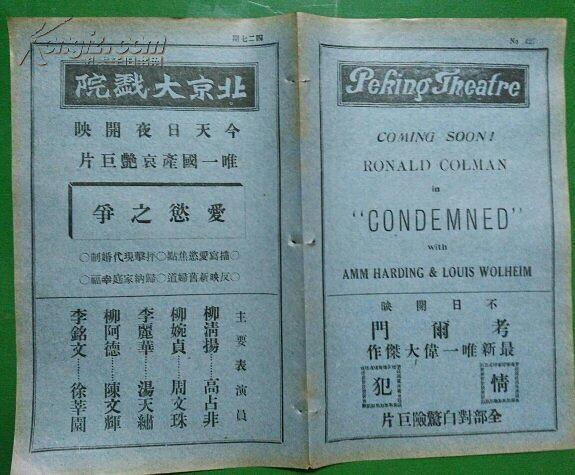 Kongfz.com
四二七期
北京大戲院
今天日夜開映
唯一國產哀艷巨片
愛慾之爭
○描寫愛慾焦點○抨擊現代婚制○
○反映新舊婦道○歸納家庭幸福○
主要表演員
柳清揚……高占非
柳婉貞……周文珠
李麗華……湯天繡
柳阿德……陳文輝
李銘文……徐莘園
No 427
Peking Theatre
COMING SOON!
RONALD COLMAN
in
"CONDEMNED"
with
AMM HARDING & LOUIS WOLHEIM
不日開映
考爾門
最新唯一偉大傑作
情犯
全部對白驚險巨片